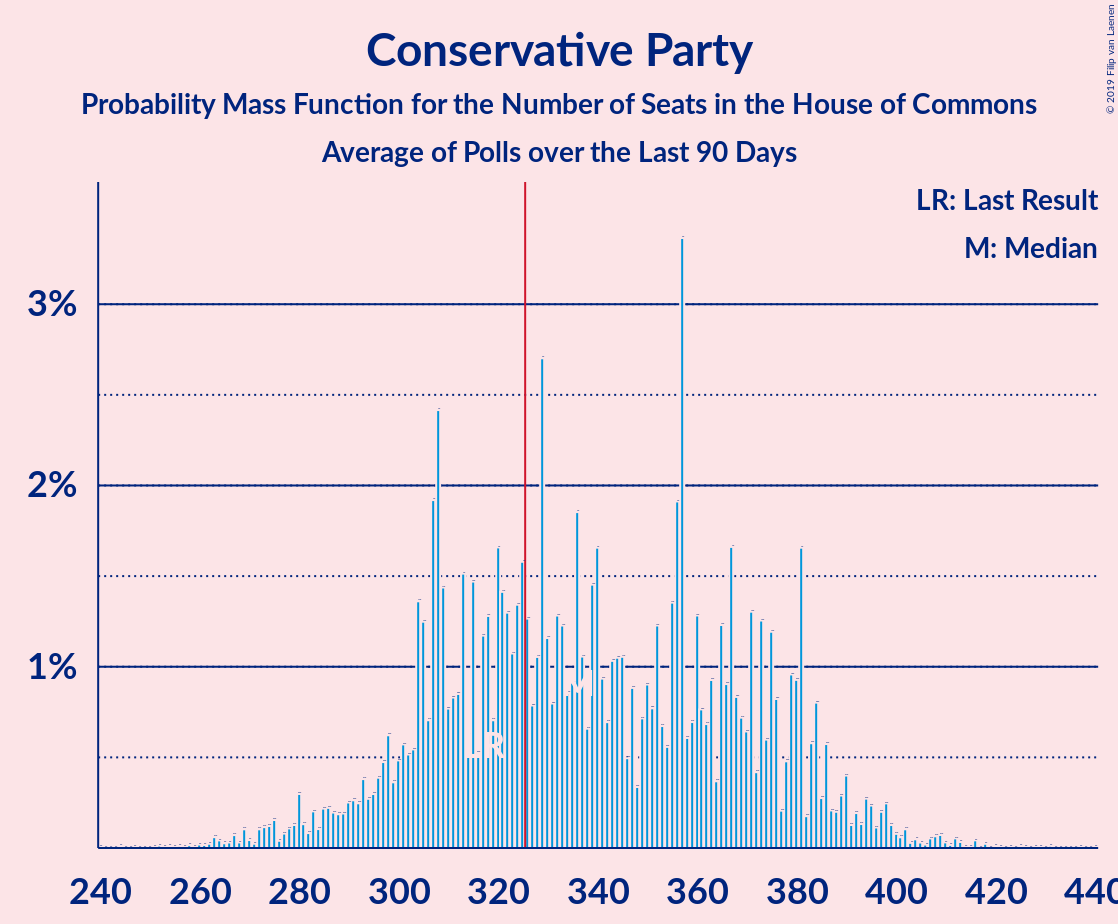 Conservative Party
Probability Mass Function for the Number of Seats in the House of Commons
Average of Polls over the Last 90 Days
© 2019 Filip van Laenen
LR: Last Result
M: Median
3%
2%
1%
LR
M
240 260 280 300 320 340 360 380 400 420 440